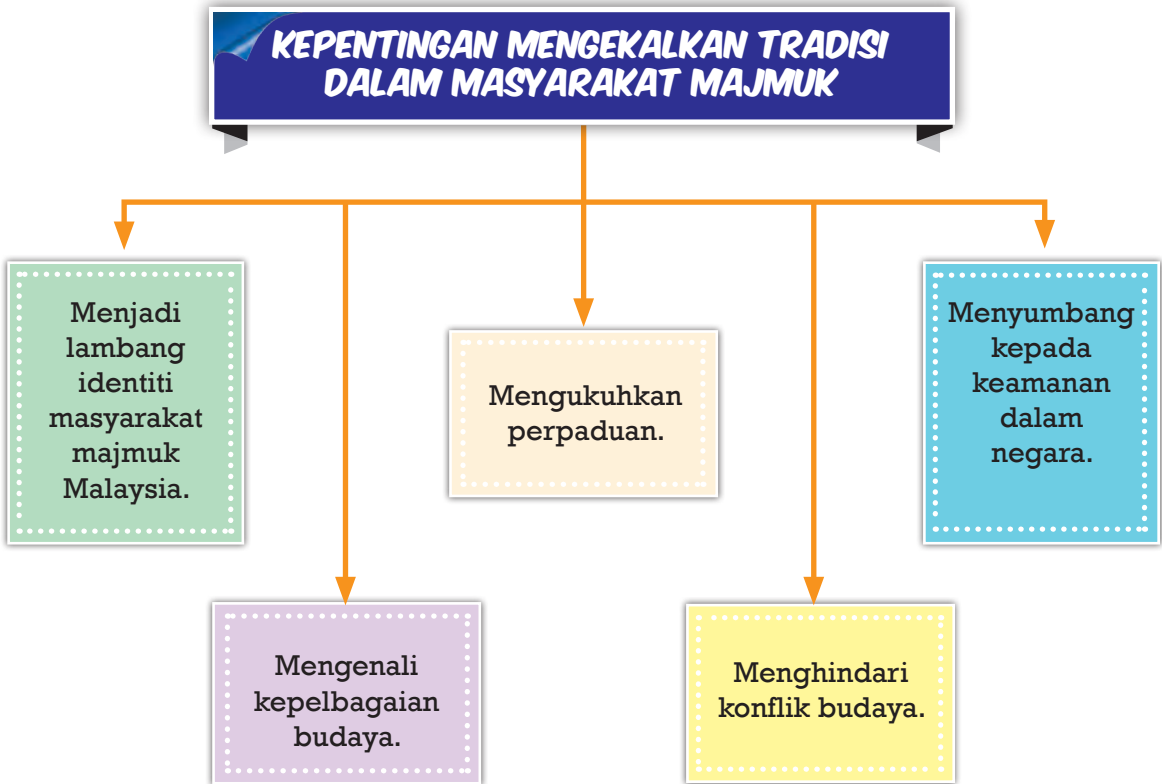 KEPENTINGAN MENGEKALKAN TRADISI
DALAM MASYARAKAT MAJMUK
Menjadi
lambang
identiti
masyarakat
majmuk
Malaysia.
Mengenali
kepelbagaian
budaya.
Mengukuhkan
perpaduan.
Menghindari
konflik budaya.
Menyumbang
kepada
keamanan
dalam
negara.